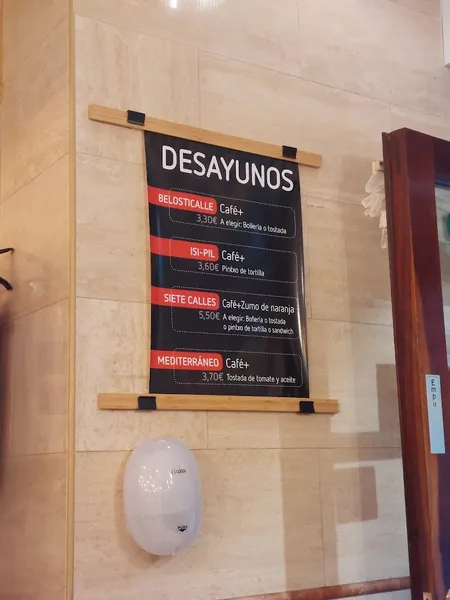 DESAYUNOS
BELOSTICALLE Café+
3,30€ A elegir: Bollería o tostada
ISI-PIL Café+
3,60€ Pintxo de tortilla
SIETE CALLES Café+Zumo de naranja
5,50€ A elegir: Bollería o tostada
o pintxo de tortilla o sandwich
MEDITERRÁNEO Café+
3,70€ Tostada de tomate y aceite